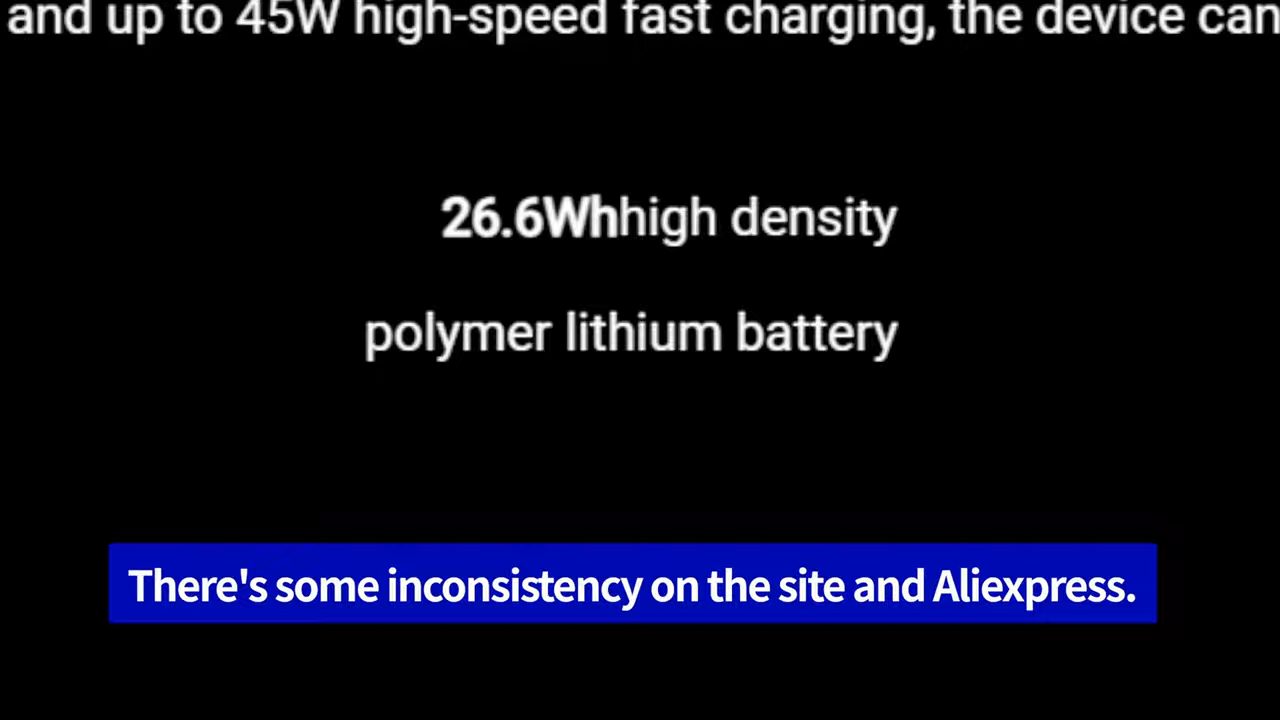 and up to 45W high-speed fast charging, the device can
26.6Whhigh density
polymer lithium battery
There's some inconsistency on the site and Aliexpress.